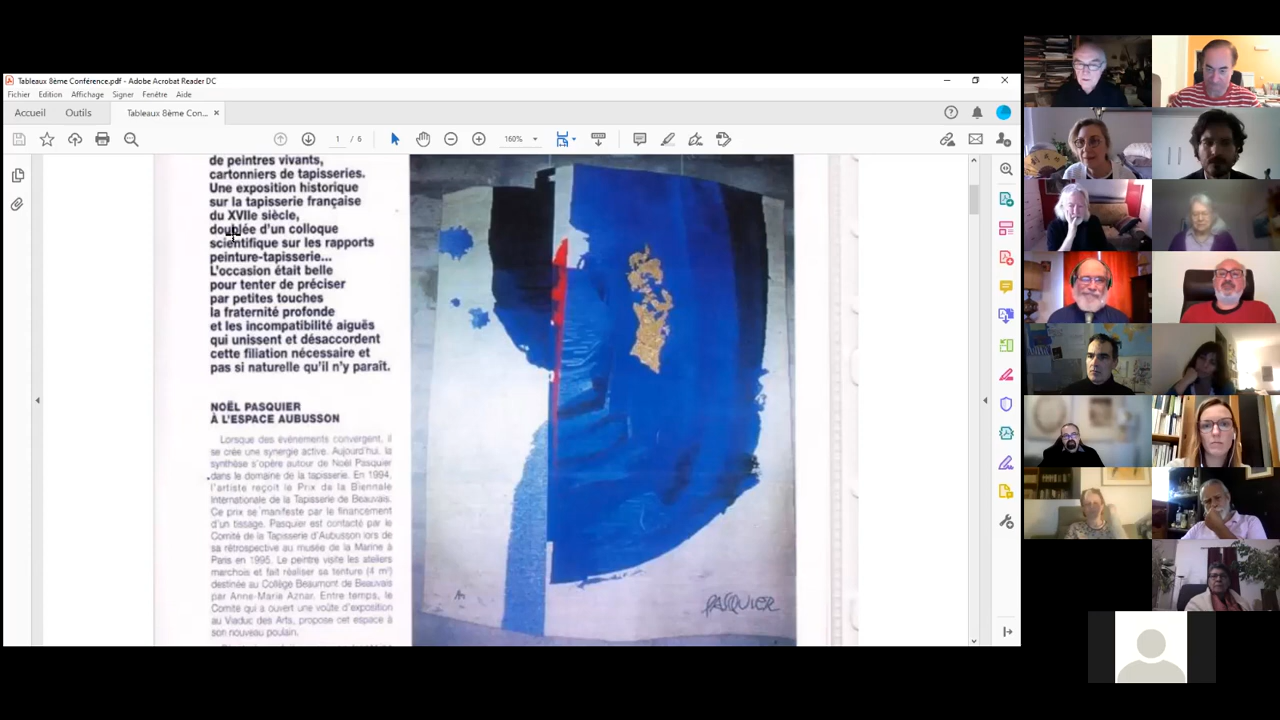 Tableaux 8ème Conférence.pdf - Adobe Acrobat Reader DC
Fichier Edition Affichage Signer Fenêtre Aide
Accueil Outils Tableaux 8ème Con... ×
1 / 6 160%
de peintres vivants,
cartonniers de tapisseries.
Une exposition historique
sur la tapisserie française
du XVIIe siècle,
doublée d'un colloque
scientifique sur les rapports
peinture-tapisserie...
L'occasion était belle
pour tenter de préciser
par petites touches
la fraternité profonde
et les incompatibilité aiguës
qui unissent et désaccordent
cette filiation nécessaire et
pas si naturelle qu'il n'y paraît.
NOËL PASQUIER
À L'ESPACE AUBUSSON
Lorsque des événements convergent, il
se crée une synergie active. Aujourd'hui, la
synthèse s'opère autour de Noël Pasquier
dans le domaine de la tapisserie. En 1994,
l'artiste reçoit le Prix de la Biennale
Internationale de la Tapisserie de Beauvais.
Ce prix se manifeste par le financement
d'un tissage. Pasquier est contacté par le
Comité de la Tapisserie d'Aubusson lors de
sa rétrospective au musée de la Marine à
Paris en 1995. Le peintre visite les ateliers
marchois et fait réaliser sa tenture (4 m²)
destinée au Collège Beaumont de Beauvais
par Anne-Marie Aznar. Entre temps, le
Comité qui a ouvert une voûte d'exposition
au Viaduc des Arts, propose cet espace à
son nouveau poulain.
PASQUIER